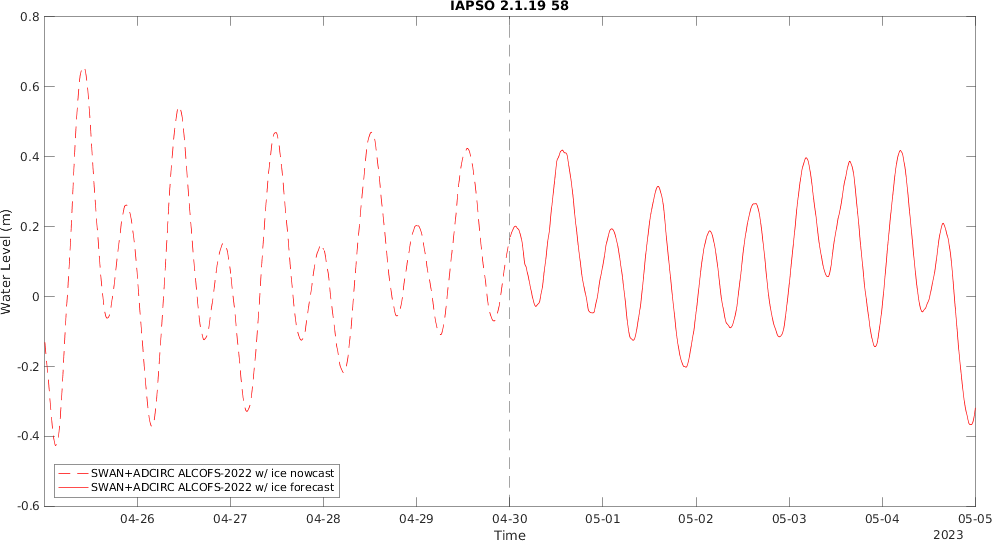 IAPSO 2.1.19 58
Water Level (m)
0.8
0.6
0.4
0.2
0
-0.2
-0.4
-0.6
SWAN+ADCIRC ALCOFS-2022 w/ ice nowcast
SWAN+ADCIRC ALCOFS-2022 w/ ice forecast
04-26 04-27 04-28 04-29 04-30 05-01 05-02 05-03 05-04 05-05
Time
2023